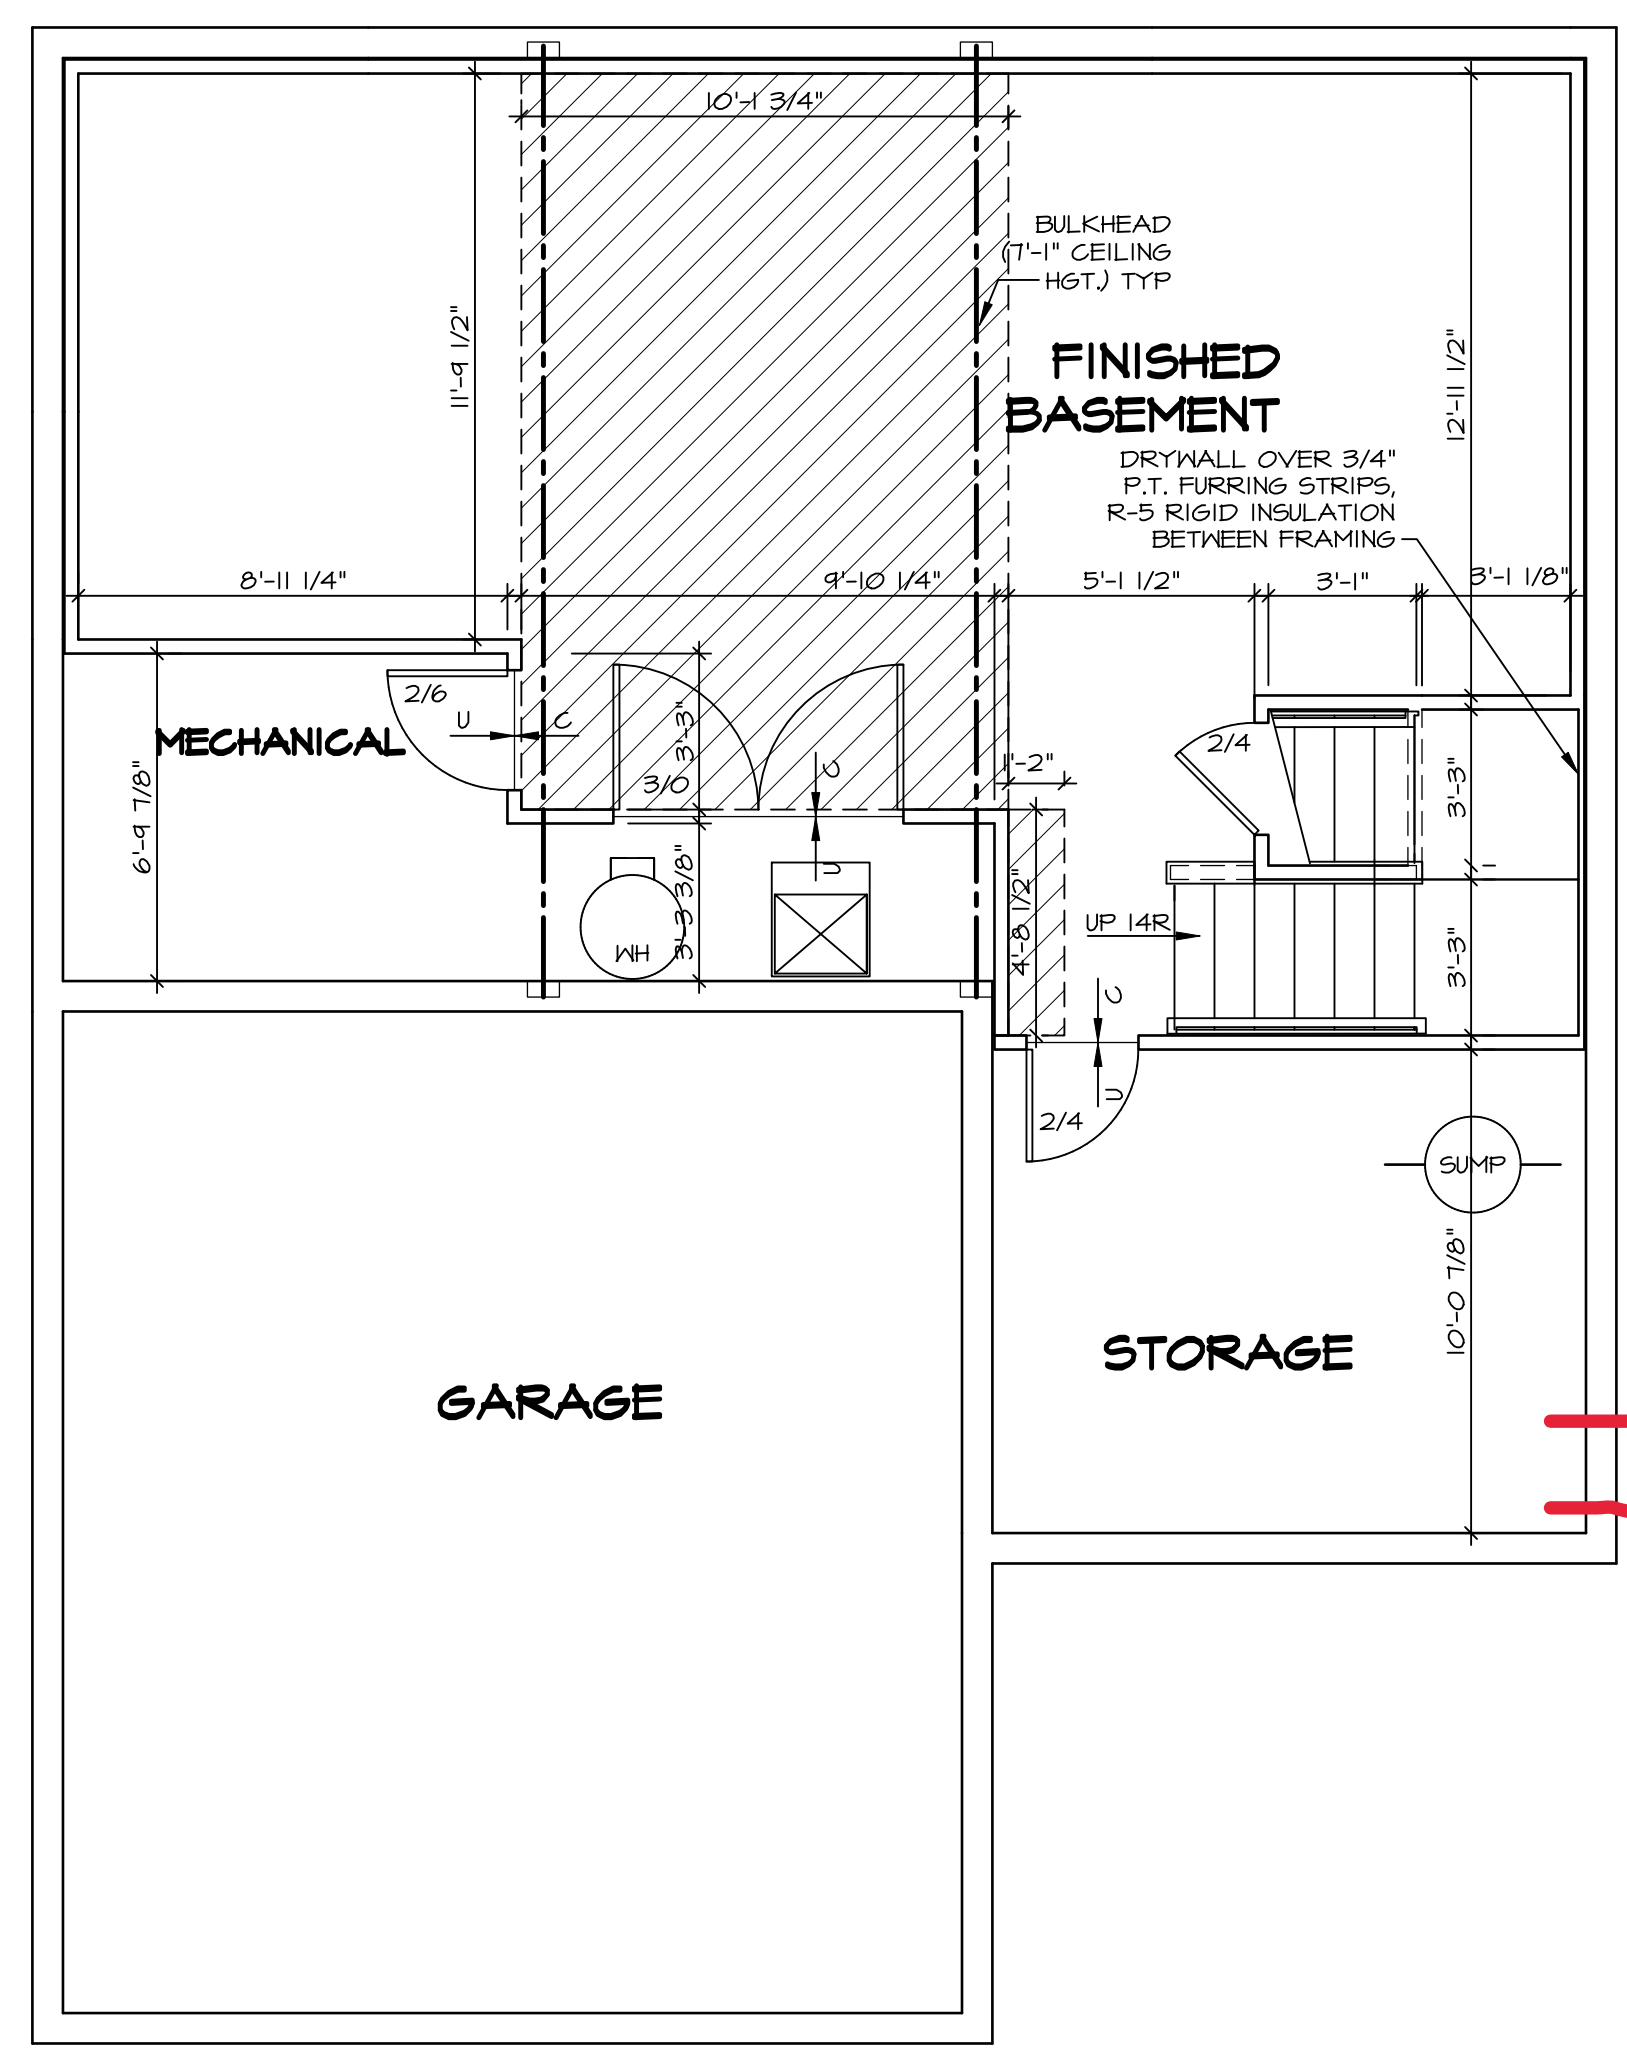 10'-1 3/4"
BULKHEAD
(7'-1" CEILING
HGT.) TYP
11'-9 1/2"
12'-11 1/2"
FINISHED
BASEMENT
DRYWALL OVER 3/4"
P.T. FURRING STRIPS,
R-5 RIGID INSULATION
BETWEEN FRAMING
8'-11 1/4"
9'-10 1/4"
5'-1 1/2"
3'-1"
3'-1 1/8"
2/6
U
C
MECHANICAL
6'-9 7/8"
3'-3"
3/0
C
U
1'-2"
2/4
3'-3"
WH
3'-3 3/8"
4'-8 1/2"
UP 14R
3'-3"
C
U
2/4
SUMP
10'-0 7/8"
STORAGE
GARAGE